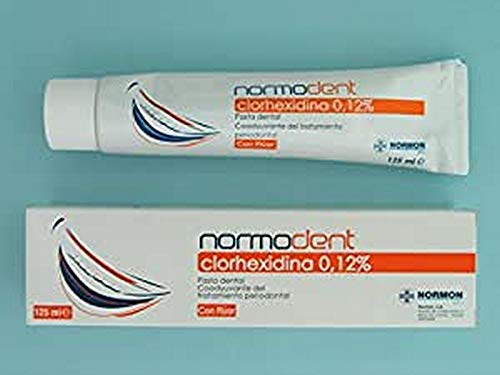 normodent
clorhexidina 0,12%
Pasta dental
Coadyuvante del tratamiento
periodontal
Con flúor
NORMON
125 ml e
normodent
clorhexidina 0,12%
Pasta dental
Coadyuvante del
tratamiento periodontal
Con flúor
125 ml e
NORMON